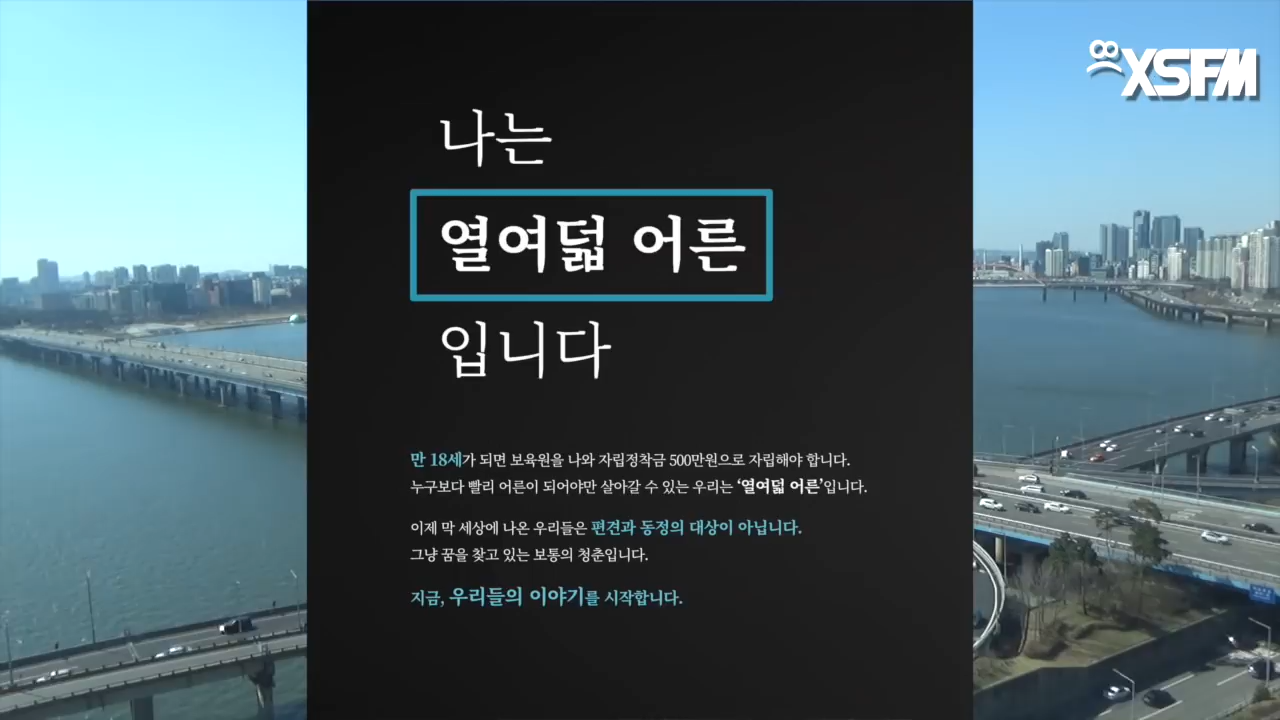 XSFM
나는
열여덟 어른
입니다
만 18세가 되면 보육원을 나와 자립정착금 500만원으로 자립해야 합니다.
누구보다 빨리 어른이 되어야만 살아갈 수 있는 우리는 ‘열여덟 어른’입니다.
이제 막 세상에 나온 우리들은 편견과 동정의 대상이 아닙니다.
그냥 꿈을 찾고 있는 보통의 청춘입니다.
지금, 우리들의 이야기를 시작합니다.